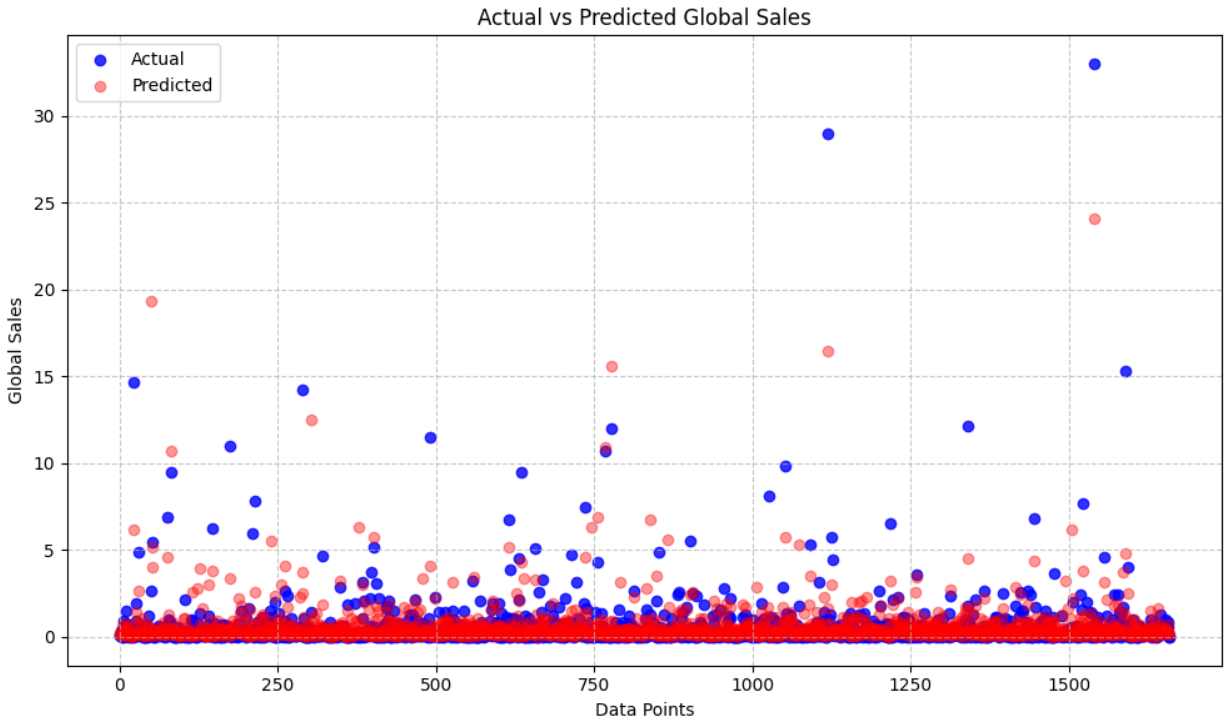 Actual vs Predicted Global Sales
Actual
Predicted
Global Sales
30
25
20
15
10
5
0
0 250 500 750 1000 1250 1500
Data Points